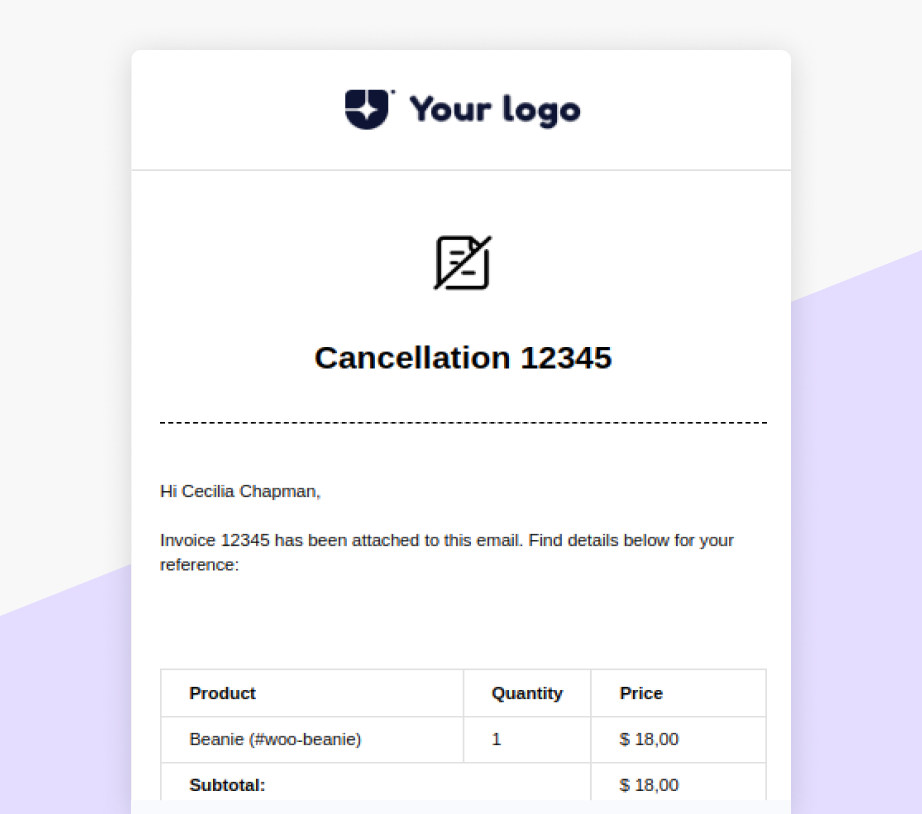 Your logo
Cancellation 12345
Hi Cecilia Chapman,
Invoice 12345 has been attached to this email. Find details below for your
reference:
Product Quantity Price
Beanie (#woo-beanie) 1 $ 18,00
Subtotal: $ 18,00